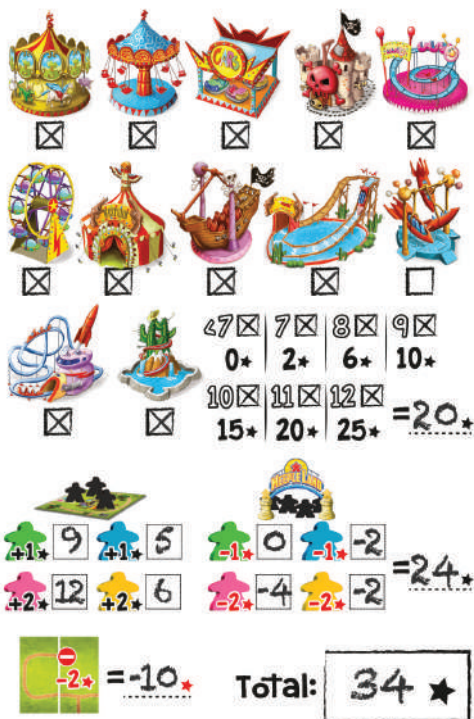 CARS
<7 7 8 9
0★ 2★ 6★ 10★
10 11 12
15★ 20★ 25★ =20★
MEEPLE LAND
+1★ 9 +1★ 5 -1★ 0 -1★ -2
+2★ 12 +2★ 6 -2★ -4 -2★ -2
=24★
-2★ =-10★ Total: 34★